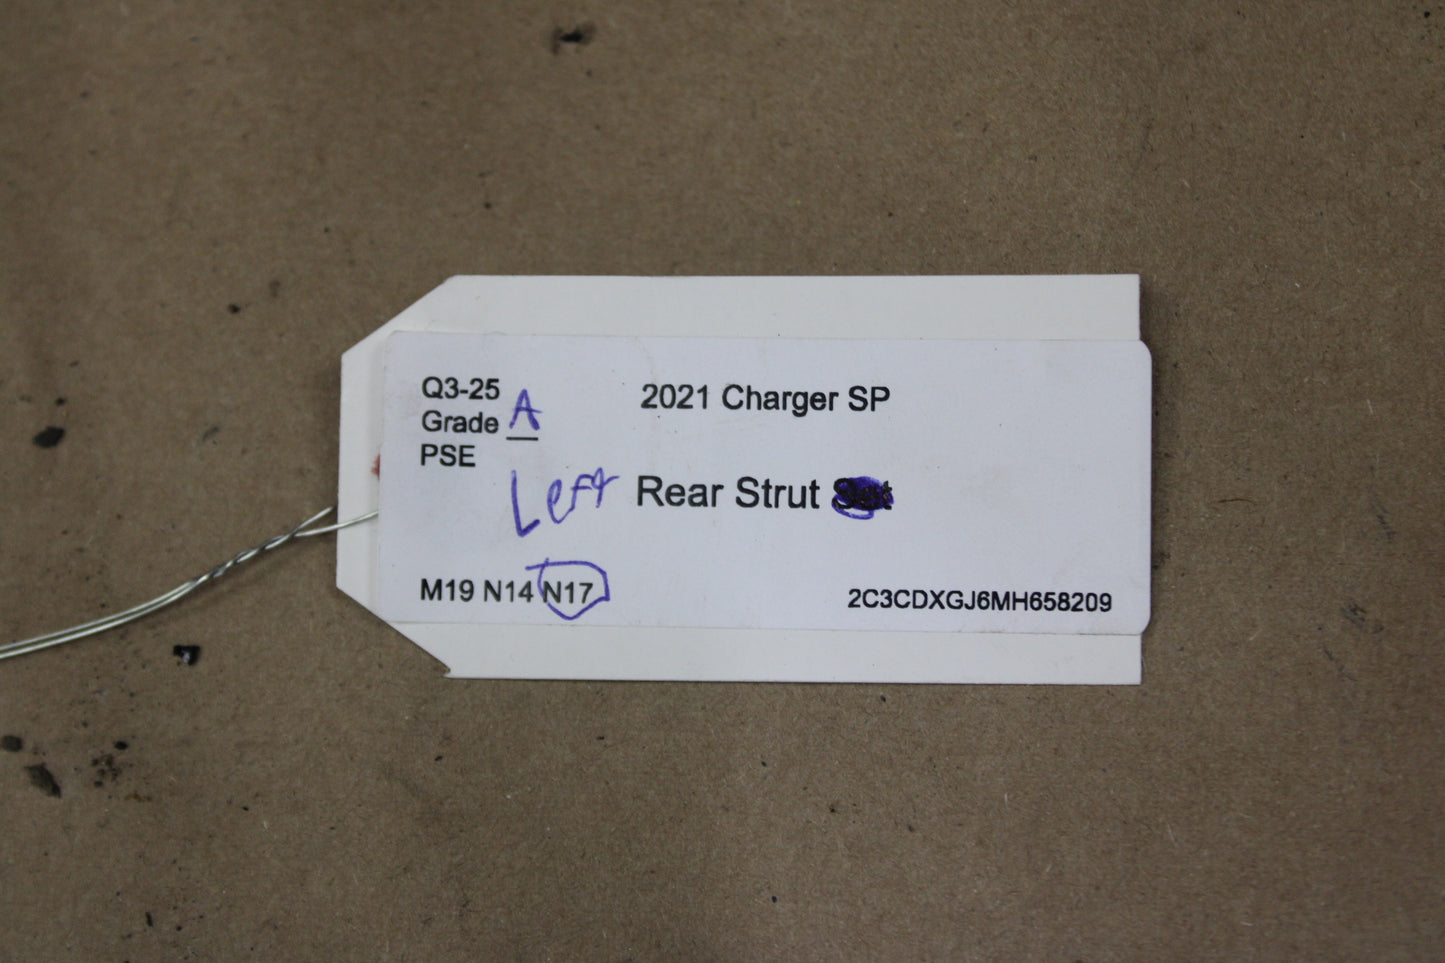 Q3-25
Grade A
PSE
2021 Charger SP
Left Rear Strut
M19 N14 N17
2C3CDXGJ6MH658209